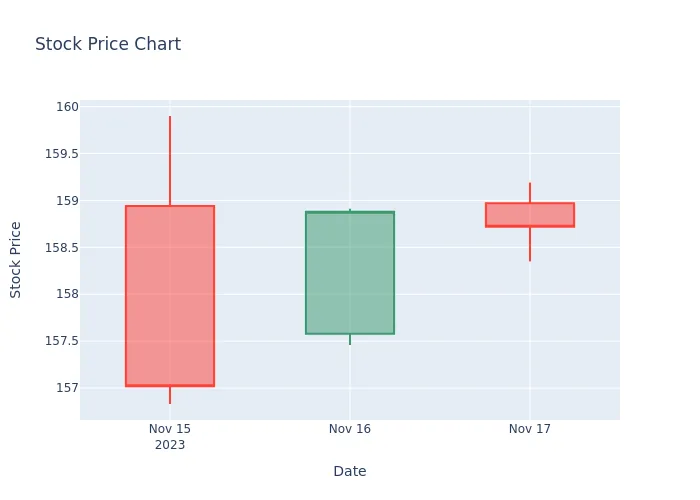 Stock Price Chart
160
159.5
159
158.5
158
157.5
157
Stock Price
Nov 15
2023
Nov 16
Nov 17
Date